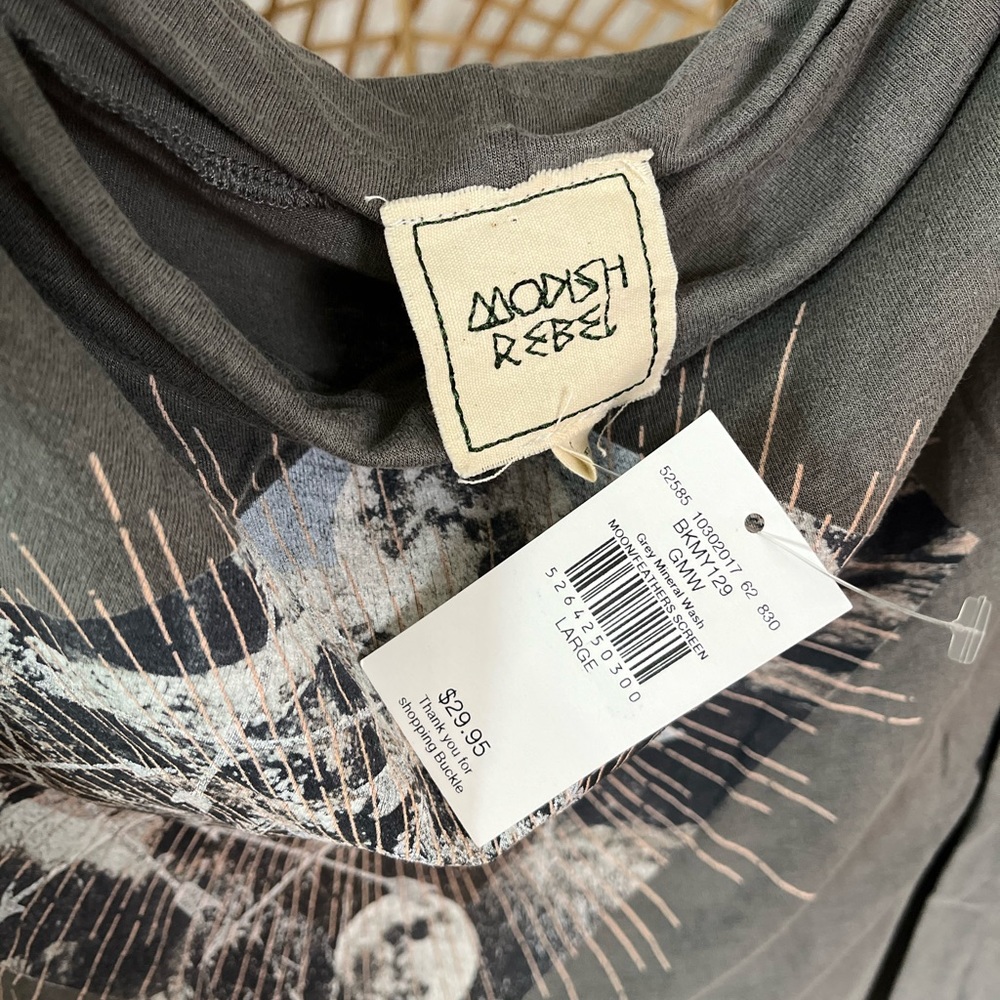 MODISH
REBEL
52585 10302017 62 830
BKMY129
GMW
Grey Mineral Wash
MOON/FEATHERS SCREEN
5264250300
LARGE
$29.95
Thank you for
shopping Buckle